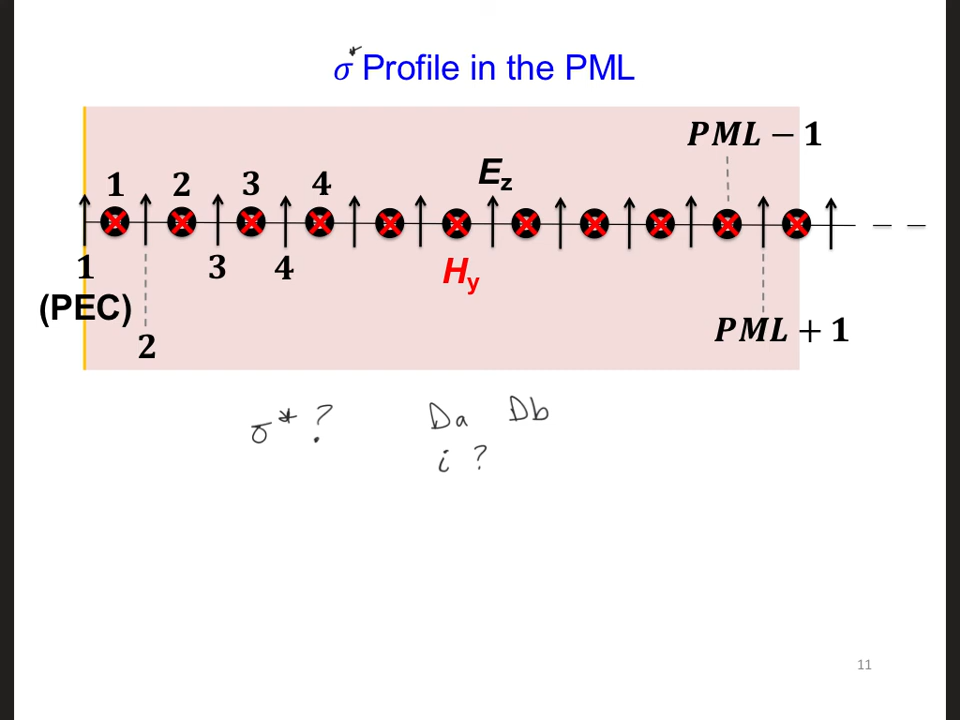 σ* Profile in the PML
PML − 1
1 2 3 4 E_z
1 3 4 H_y
(PEC)
2
PML + 1
σ* ? Da Db
i ?
11